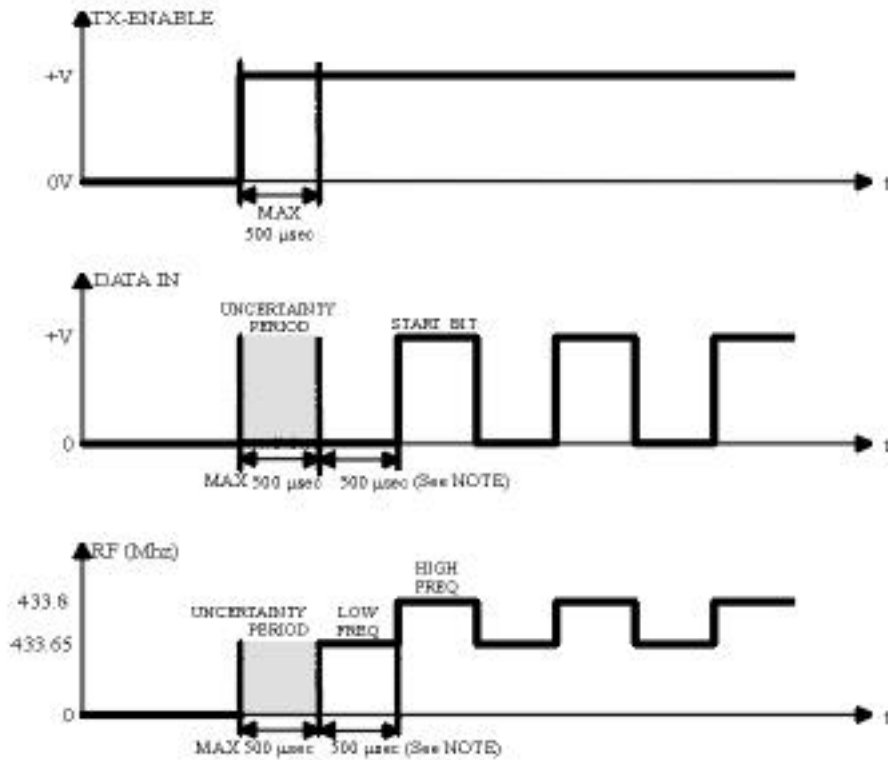 TX-ENABLE
+V
0V
t
MAX
500 µsec
DATA IN
UNCERTAINTY
PERIOD
START BIT
+V
0
t
MAX 500 µsec
500 µsec (See NOTE)
RF (Mhz)
HIGH
FREQ
433.8
UNCERTAINTY
PERIOD
LOW
FREQ
433.65
0
t
MAX 500 µsec
500 µsec (See NOTE)